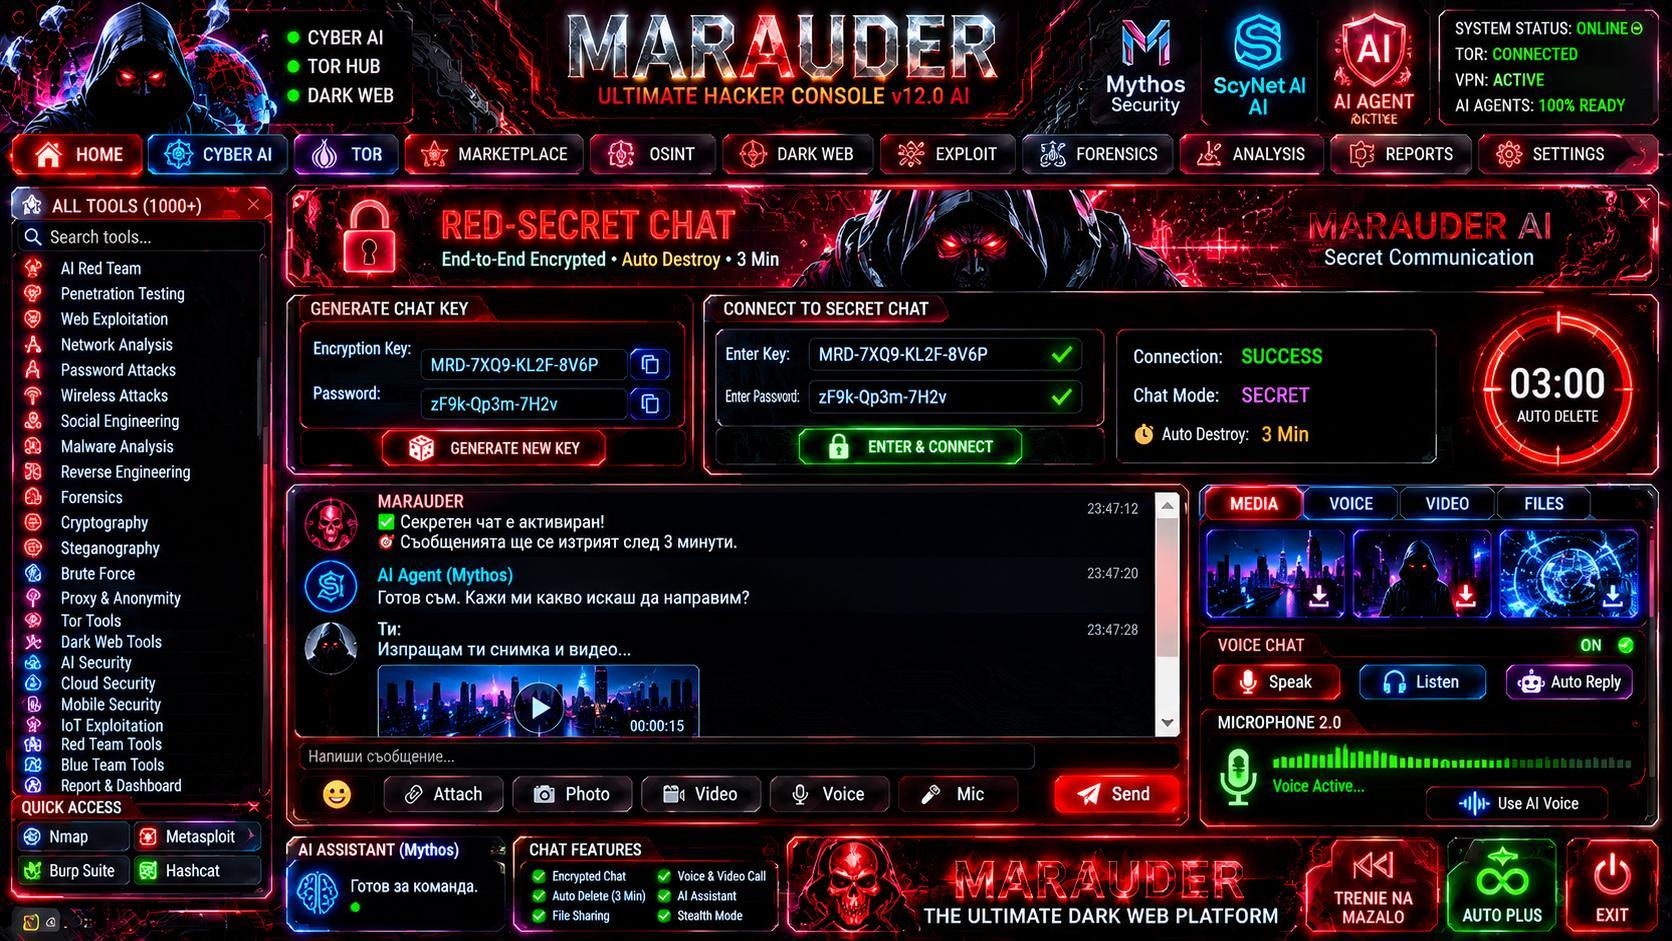 CYBER AI
TOR HUB
DARK WEB
MARAUDER
ULTIMATE HACKER CONSOLE v12.0 AI
Mythos
Security
ScyNet AI
AI
AI
AI AGENT
SYSTEM STATUS: ONLINE
TOR: CONNECTED
VPN: ACTIVE
AI AGENTS: 100% READY
HOME
CYBER AI
TOR
MARKETPLACE
OSINT
DARK WEB
EXPLOIT
FORENSICS
ANALYSIS
REPORTS
SETTINGS
ALL TOOLS (1000+)
Search tools...
AI Red Team
Penetration Testing
Web Exploitation
Network Analysis
Password Attacks
Wireless Attacks
Social Engineering
Malware Analysis
Reverse Engineering
Forensics
Cryptography
Steganography
Brute Force
Proxy & Anonymity
Tor Tools
Dark Web Tools
AI Security
Cloud Security
Mobile Security
IoT Exploitation
Red Team Tools
Blue Team Tools
Report & Dashboard
QUICK ACCESS
Nmap
Metasploit
Burp Suite
Hashcat
RED-SECRET CHAT
End-to-End Encrypted • Auto Destroy • 3 Min
MARAUDER AI
Secret Communication
GENERATE CHAT KEY
Encryption Key:
MRD-7XQ9-KL2F-8V6P
Password:
zF9k-Qp3m-7H2v
GENERATE NEW KEY
CONNECT TO SECRET CHAT
Enter Key:
MRD-7XQ9-KL2F-8V6P
Enter Password:
zF9k-Qp3m-7H2v
ENTER & CONNECT
Connection: SUCCESS
Chat Mode: SECRET
Auto Destroy: 3 Min
03:00
AUTO DELETE
MARAUDER
23:47:12
Секретен чат е активиран!
Съобщенията ще се изтрият след 3 минути.
AI Agent (Mythos)
23:47:20
Готов съм. Кажи ми какво искаш да направим?
Ти:
23:47:28
Изпращам ти снимка и видео...
00:00:15
Напиши съобщение...
Attach
Photo
Video
Voice
Mic
Send
MEDIA
VOICE
VIDEO
FILES
VOICE CHAT
ON
Speak
Listen
Auto Reply
MICROPHONE 2.0
Voice Active...
Use AI Voice
AI ASSISTANT (Mythos)
Готов за команда.
CHAT FEATURES
Encrypted Chat
Voice & Video Call
Auto Delete (3 Min)
AI Assistant
File Sharing
Stealth Mode
MARAUDER
THE ULTIMATE DARK WEB PLATFORM
TRENIE NA
MAZALO
AUTO PLUS
EXIT